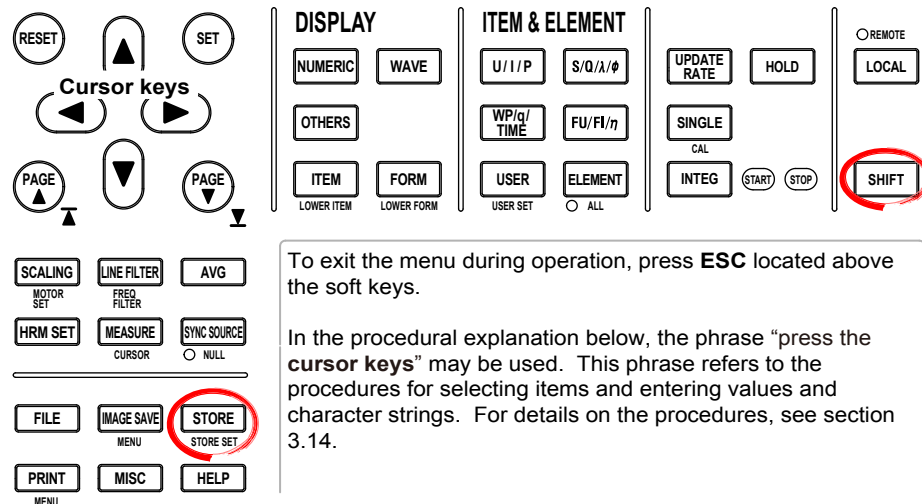 RESET
SET
Cursor keys
PAGE
PAGE
DISPLAY
NUMERIC
WAVE
OTHERS
ITEM
FORM
LOWER ITEM
LOWER FORM
ITEM & ELEMENT
U/I/P
S/Q/λ/ϕ
WP/q/
TIME
FU/FI/η
USER
ELEMENT
USER SET
ALL
UPDATE
RATE
HOLD
SINGLE
CAL
INTEG
START
STOP
REMOTE
LOCAL
SHIFT
SCALING
LINE FILTER
AVG
MOTOR
SET
FREQ
FILTER
HRM SET
MEASURE
SYNC SOURCE
CURSOR
NULL
FILE
IMAGE SAVE
STORE
MENU
STORE SET
PRINT
MISC
HELP
MENU
To exit the menu during operation, press ESC located above
the soft keys.
In the procedural explanation below, the phrase “press the
cursor keys” may be used. This phrase refers to the
procedures for selecting items and entering values and
character strings. For details on the procedures, see section
3.14.